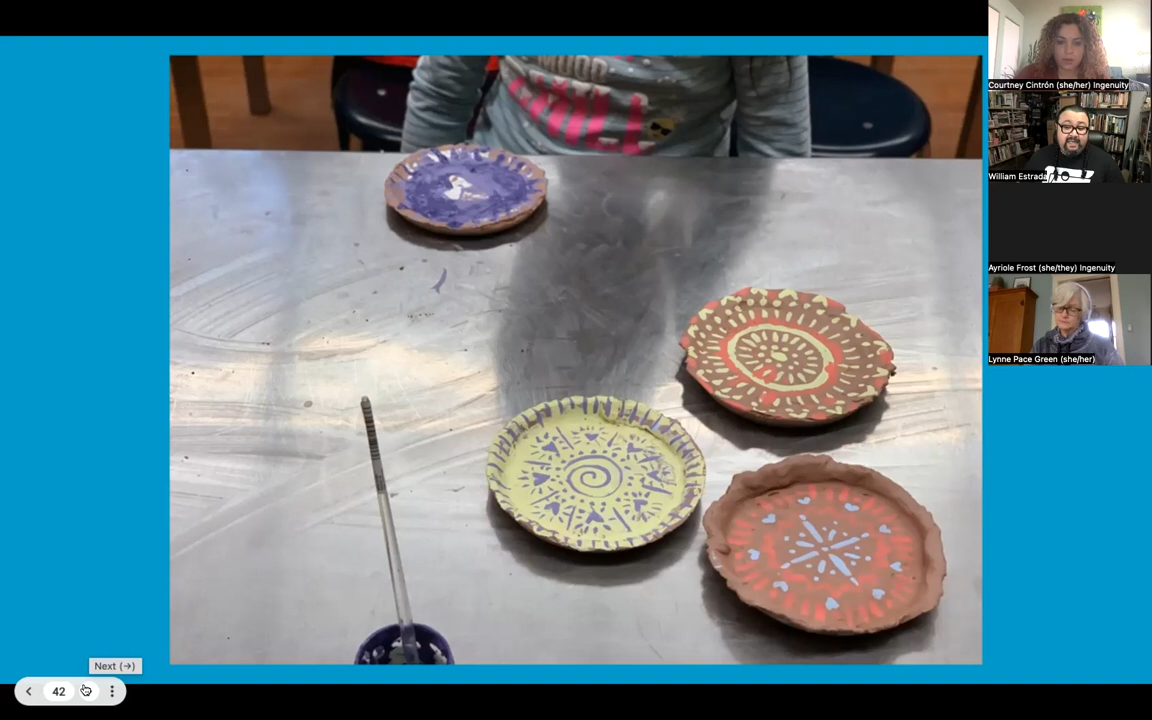 Courtney Cintrón (she/her) Ingenuity
William Estrada
Ayriole Frost (she/they) Ingenuity
Lynne Pace Green (she/her)
Next (→)
42